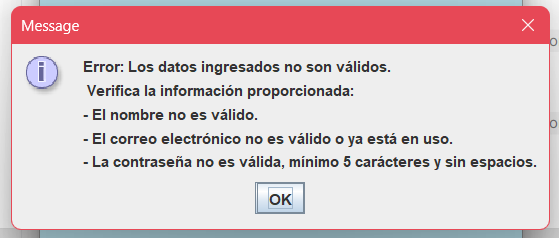 Message
Error: Los datos ingresados no son válidos.
Verifica la información proporcionada:
- El nombre no es válido.
- El correo electrónico no es válido o ya está en uso.
- La contraseña no es válida, mínimo 5 carácteres y sin espacios.
OK